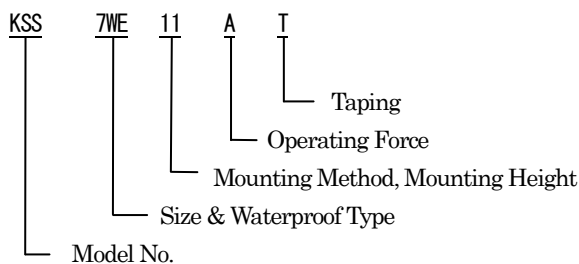 KSS 7WE 11 A T
Taping
Operating Force
Mounting Method, Mounting Height
Size & Waterproof Type
Model No.